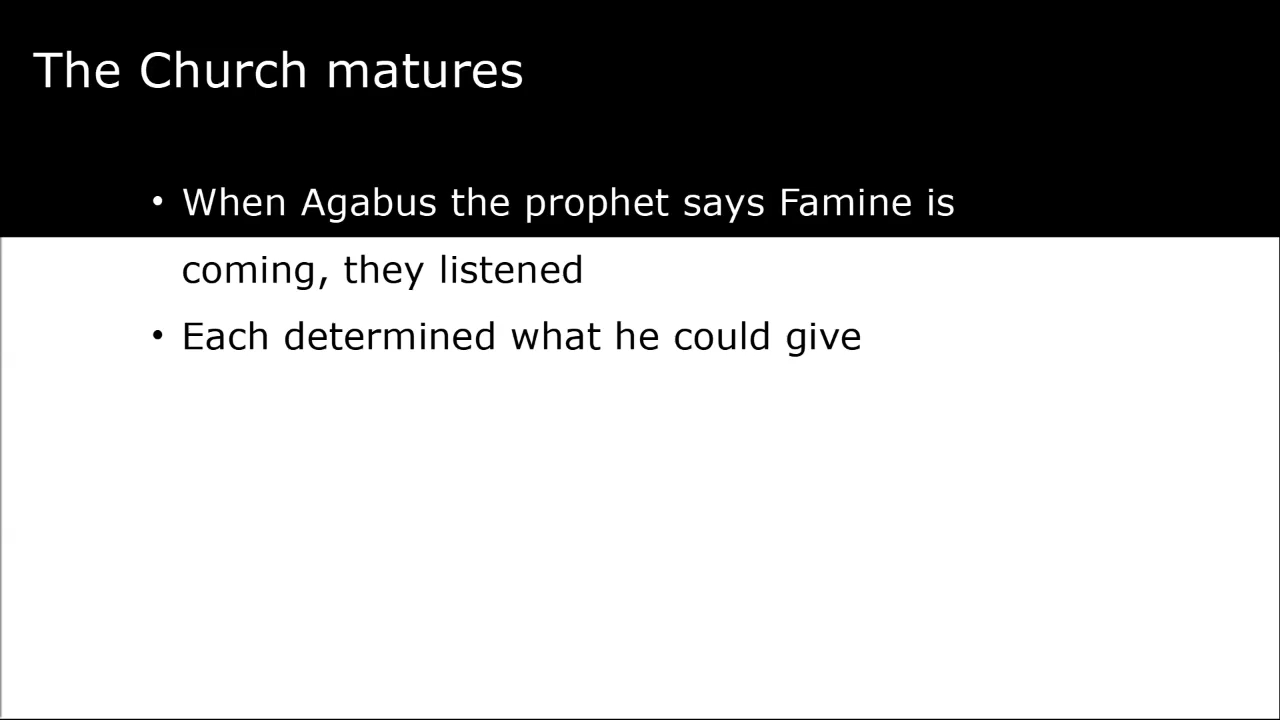 The Church matures
• When Agabus the prophet says Famine is
coming, they listened
• Each determined what he could give